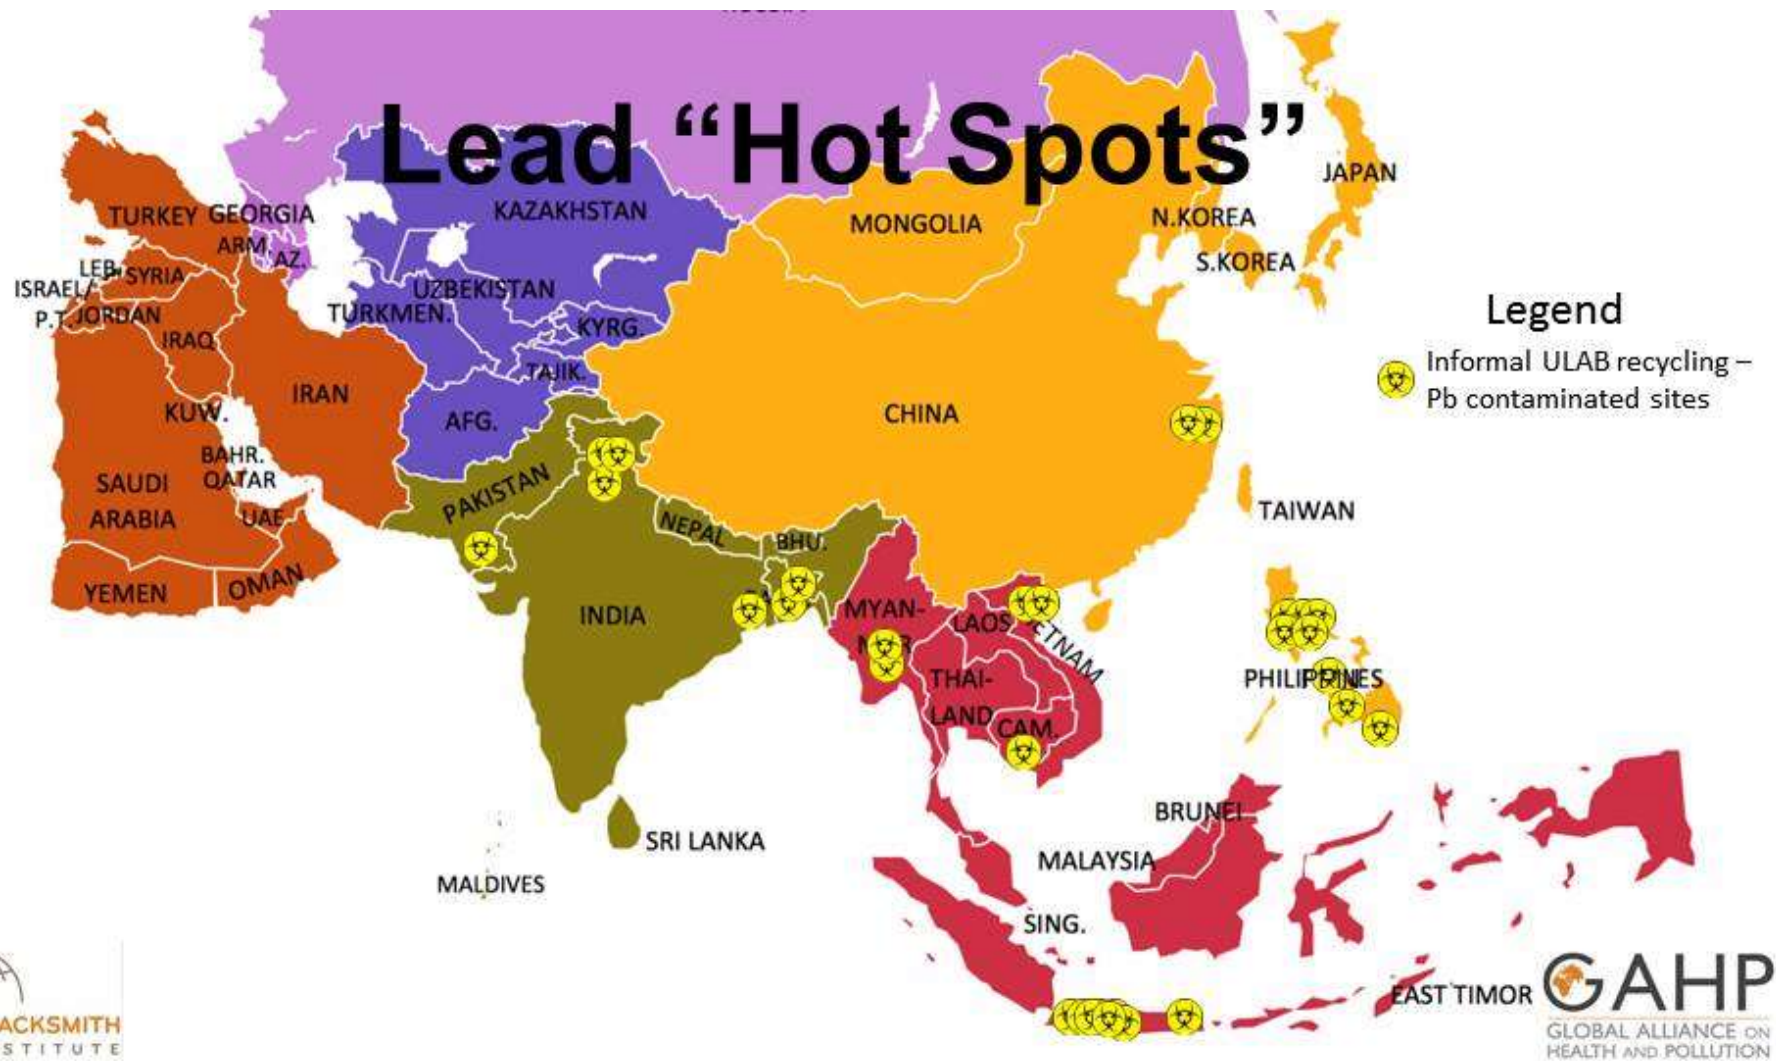 Lead “Hot Spots”
JAPAN
TURKEY
GEORGIA
KAZAKHSTAN
MONGOLIA
N.KOREA
ARM.
AZ.
S.KOREA
LEB.
SYRIA
ISRAEL/
P.T.
JORDAN
UZBEKISTAN
TURKMEN.
KYRG.
IRAQ
TAJIK.
IRAN
Legend
Informal ULAB recycling –
Pb contaminated sites
KUW.
AFG.
CHINA
BAHR.
QATAR
SAUDI
ARABIA
UAE
PAKISTAN
NEPAL
BHU.
TAIWAN
YEMEN
OMAN
INDIA
MYAN-
LAOS
THAI-
LAND
CAM.
PHILIPPINES
BRUNEI
SRI LANKA
MALAYSIA
MALDIVES
SING.
EAST TIMOR
ACKSMITH
STITUTE
GAHP
GLOBAL ALLIANCE ON
HEALTH AND POLLUTION